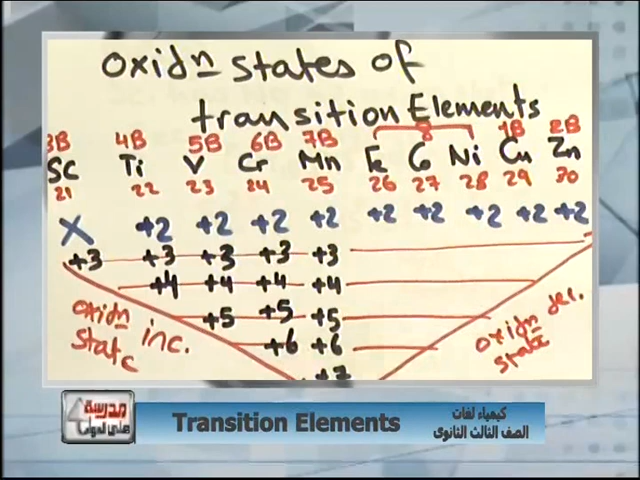 oxidn states of
transition Elements
3B 4B 5B 6B 7B 8 1B 2B
Sc Ti V Cr Mn Fe Co Ni Cu Zn
21 22 23 24 25 26 27 28 29 30
X +2 +2 +2 +2 +2 +2 +2 +2 +2
+3 +3 +3 +3 +3
+4 +4 +4 +4
+5 +5 +5
+6 +6
+7
oxidn state inc.
oxidn state der.
مدرسة
على الهواء
Transition Elements
كيمياء لغات
الصف الثالث الثانوى